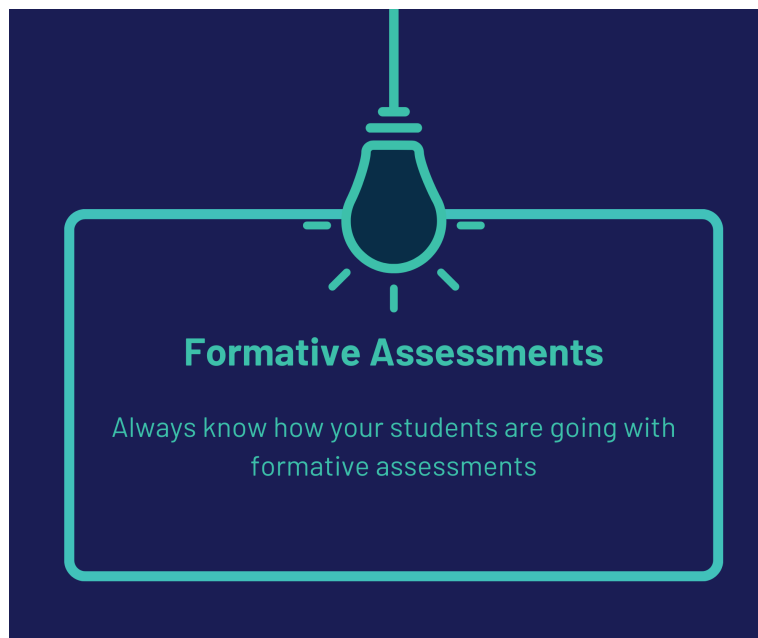 Formative Assessments
Always know how your students are going with
formative assessments